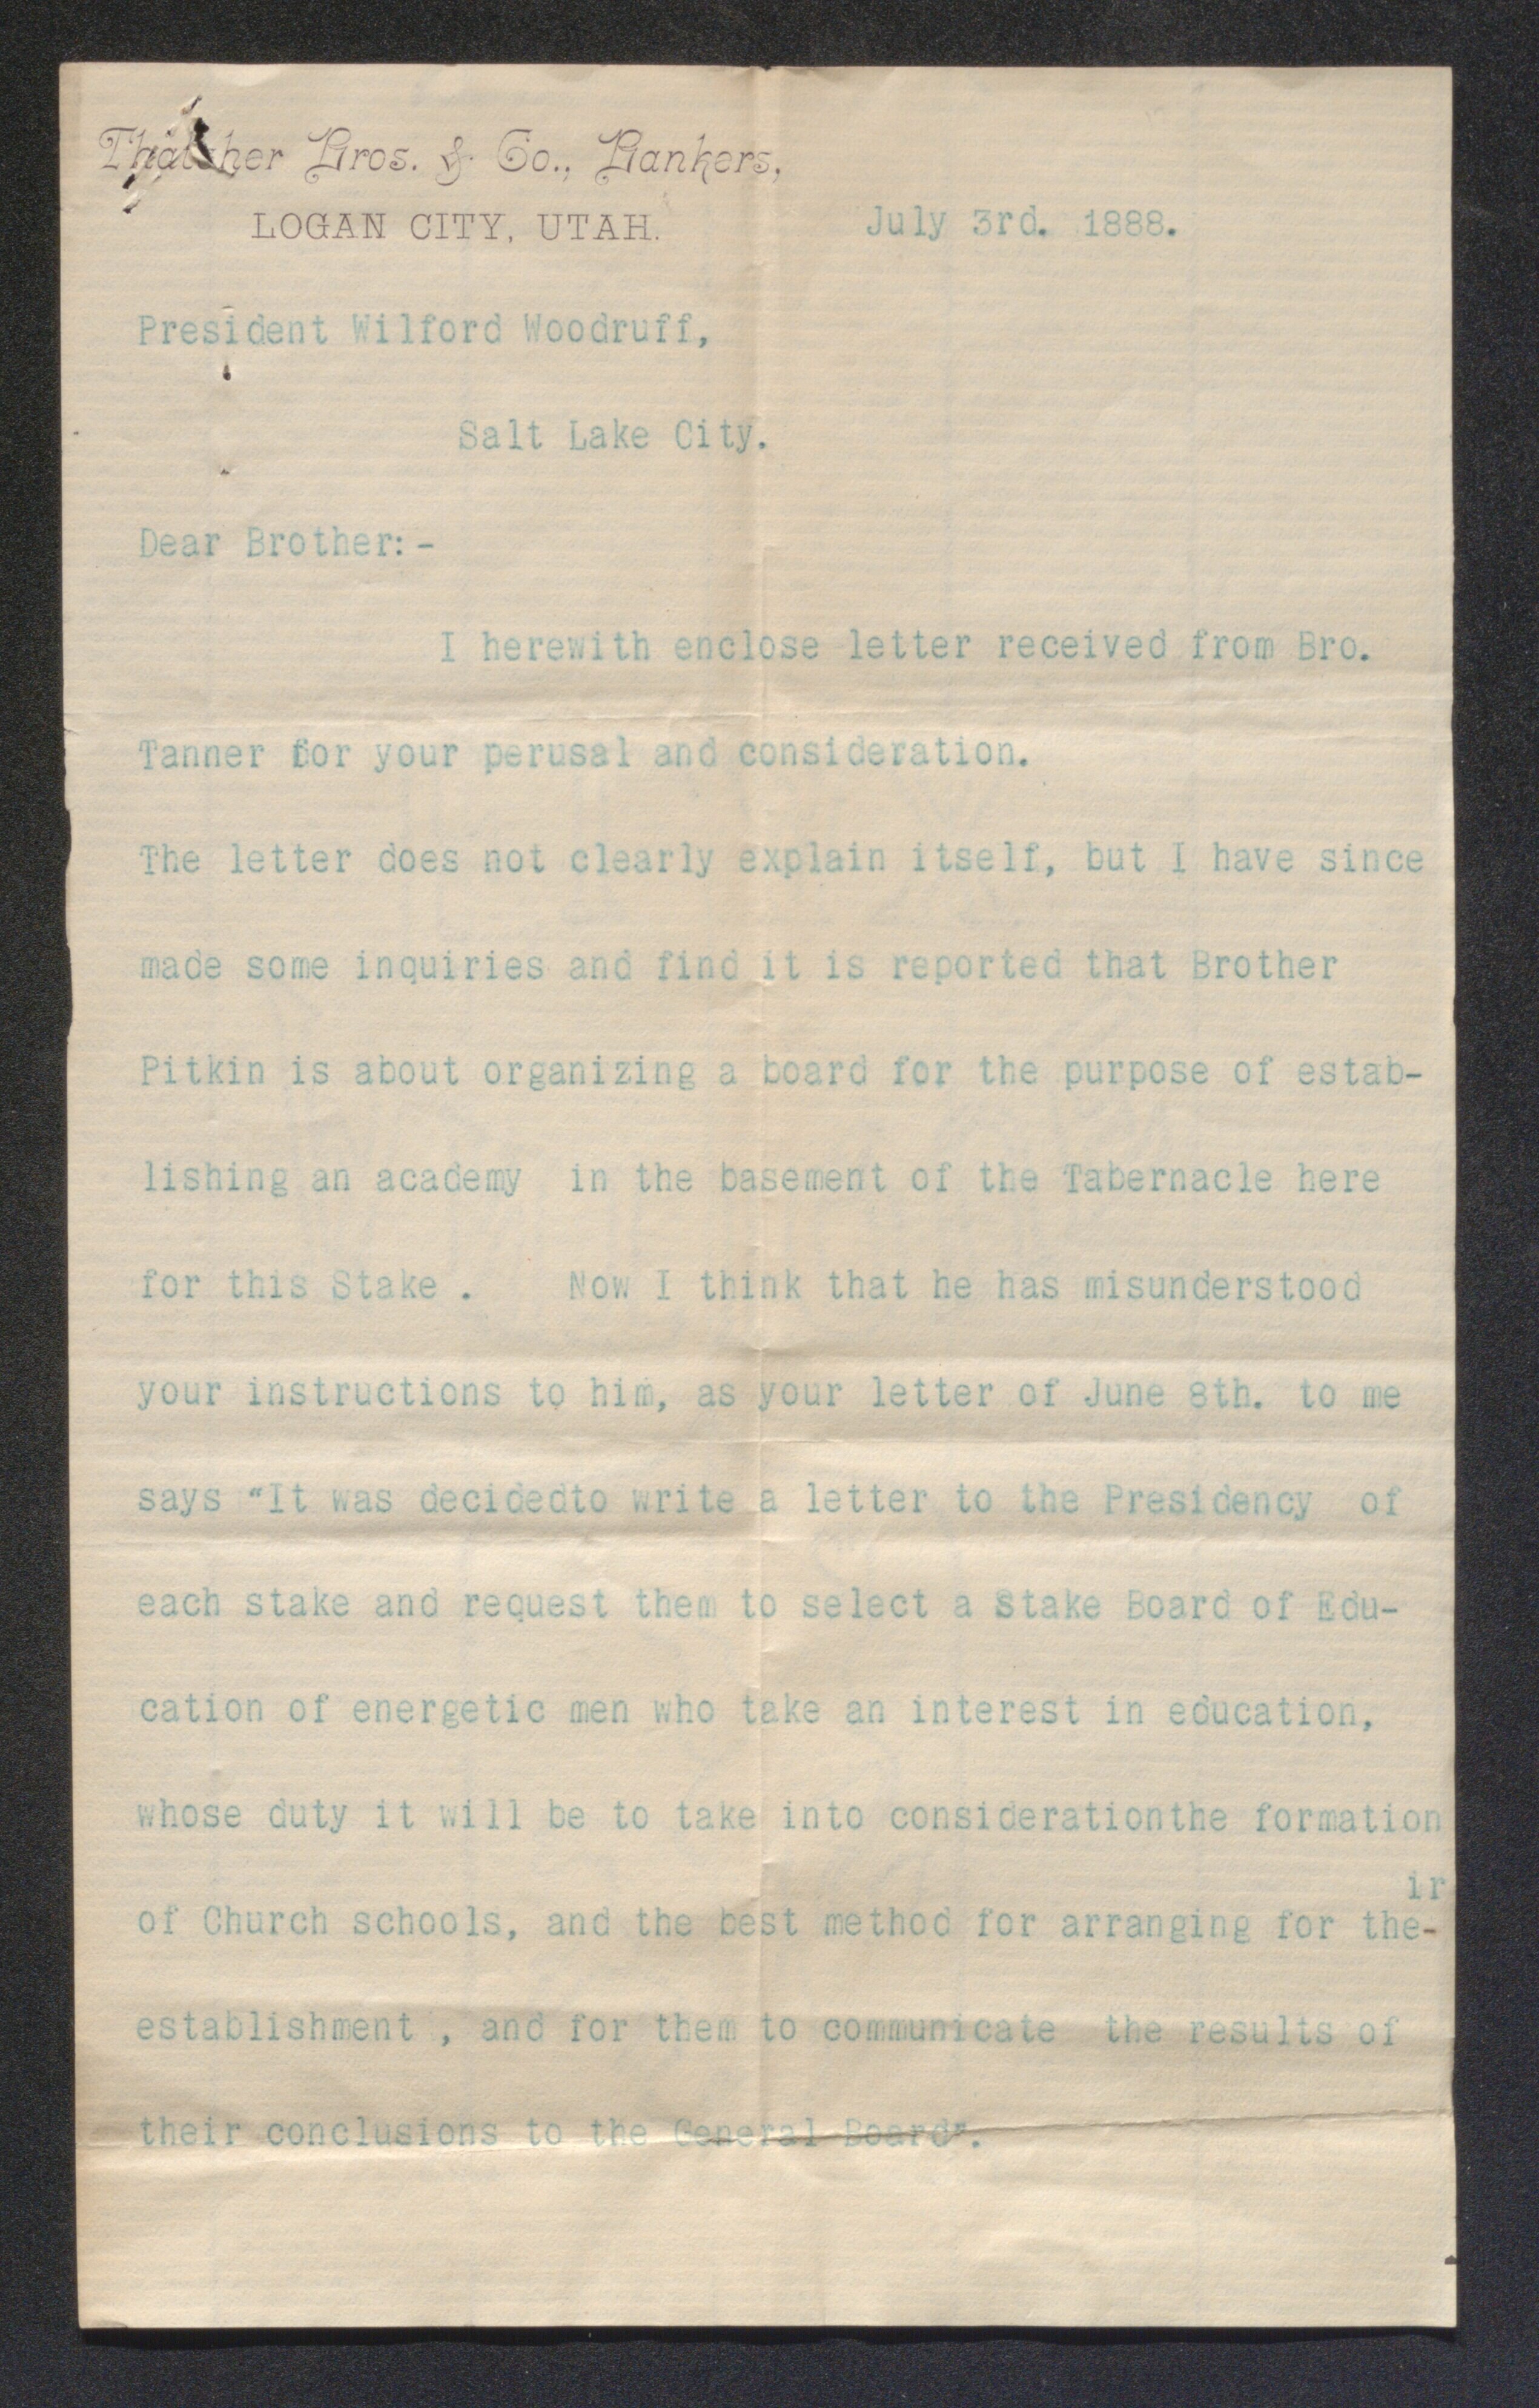 Thatcher Bros. & Co., Bankers,
LOGAN CITY, UTAH. July 3rd. 1888.
President Wilford Woodruff,
Salt Lake City.
Dear Brother:-
I herewith enclose letter received from Bro.
Tanner for your perusal and consideration.
The letter does not clearly explain itself, but I have since
made some inquiries and find it is reported that Brother
Pitkin is about organizing a board for the purpose of estab-
lishing an academy in the basement of the Tabernacle here
for this Stake . Now I think that he has misunderstood
your instructions to him, as your letter of June 8th. to me
says "It was decidedto write a letter to the Presidency of
each stake and request them to select a Stake Board of Edu-
cation of energetic men who take an interest in education,
whose duty it will be to take into considerationthe formation
ir
of Church schools, and the best method for arranging for the-
establishment , and for them to communicate the results of
their conclusions to the General Board".